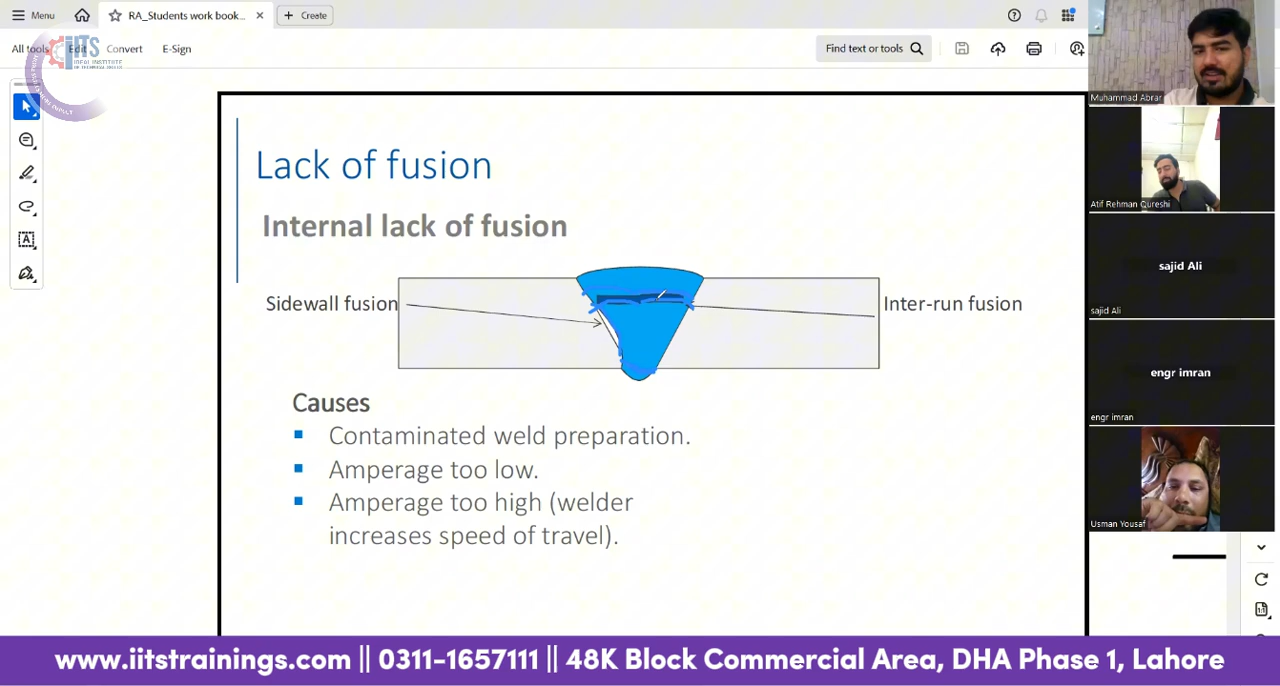 Menu
RA_Students work book...
Create
All tools
Edit
Convert
E-Sign
Find text or tools
iiTS
IDEAL INSTITUTE
Lack of fusion
Internal lack of fusion
Sidewall fusion
Inter-run fusion
Causes
Contaminated weld preparation.
Amperage too low.
Amperage too high (welder
increases speed of travel).
Muhammad Abrar
Atif Rehman Qureshi
sajid Ali
sajid Ali
engr imran
engr imran
Usman Yousaf
www.iitstrainings.com || 0311-1657111 || 48K Block Commercial Area, DHA Phase 1, Lahore